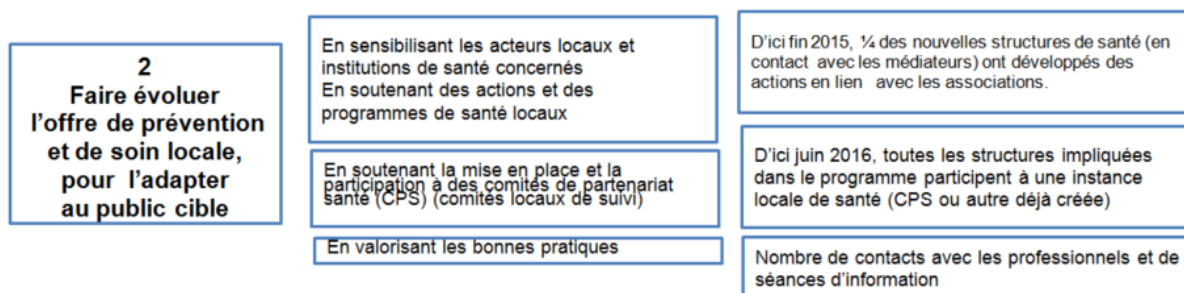 2
Faire évoluer
l'offre de prévention
et de soin locale,
pour l'adapter
au public cible
En sensibilisant les acteurs locaux et
institutions de santé concernés
En soutenant des actions et des
programmes de santé locaux
En soutenant la mise en place et la
participation à des comités de partenariat
santé (CPS) (comités locaux de suivi)
En valorisant les bonnes pratiques
D'ici fin 2015, ¼ des nouvelles structures de santé (en
contact avec les médiateurs) ont développés des
actions en lien avec les associations.
D'ici juin 2016, toutes les structures impliquées
dans le programme participent à une instance
locale de santé (CPS ou autre déjà créée)
Nombre de contacts avec les professionnels et de
séances d'information